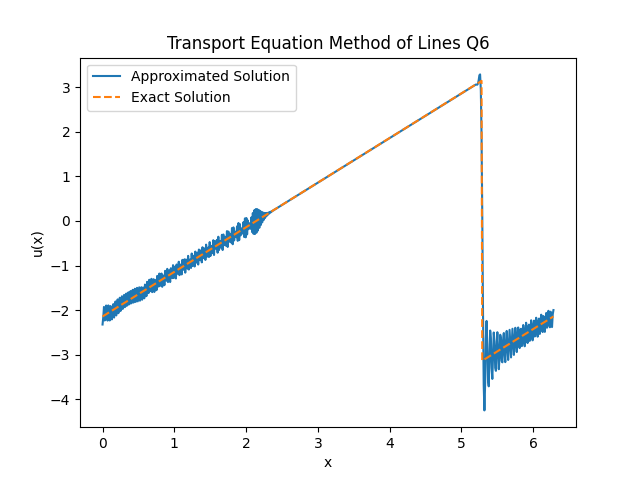 Transport Equation Method of Lines Q6
Approximated Solution
Exact Solution
3
2
1
0
−1
−2
−3
−4
u(x)
0 1 2 3 4 5 6
x